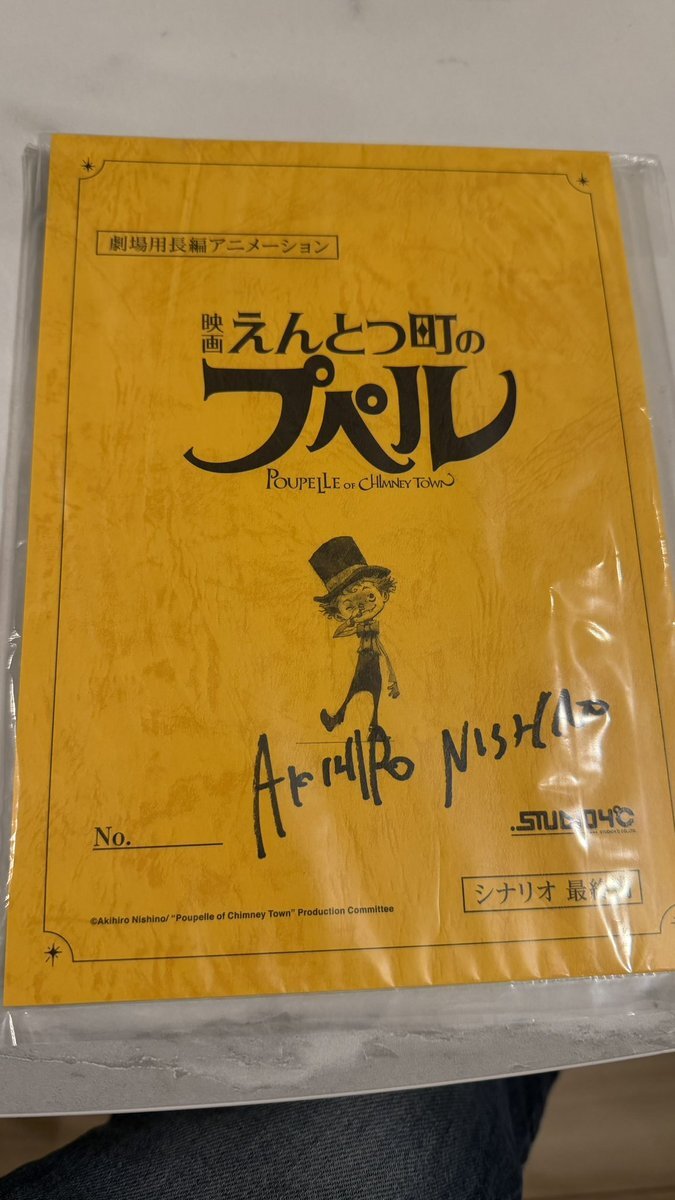 劇場用長編アニメーション
映画 えんとつ町の
プペル
POUPELLE OF CHIMNEY TOWN
AKIHIRO NISHINO
No.
STUDIO4℃
シナリオ 最終
©Akihiro Nishino/ “Poupelle of Chimney Town” Production Committee